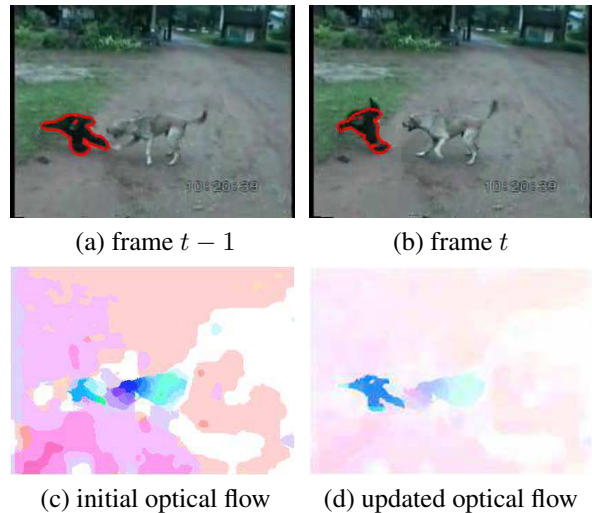 10:20:39
10:20:39
(a) frame t − 1
(b) frame t
(c) initial optical flow
(d) updated optical flow